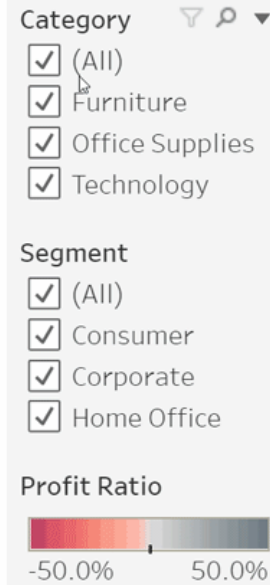 Category
(All)
Furniture
Office Supplies
Technology
Segment
(All)
Consumer
Corporate
Home Office
Profit Ratio
-50.0% 50.0%